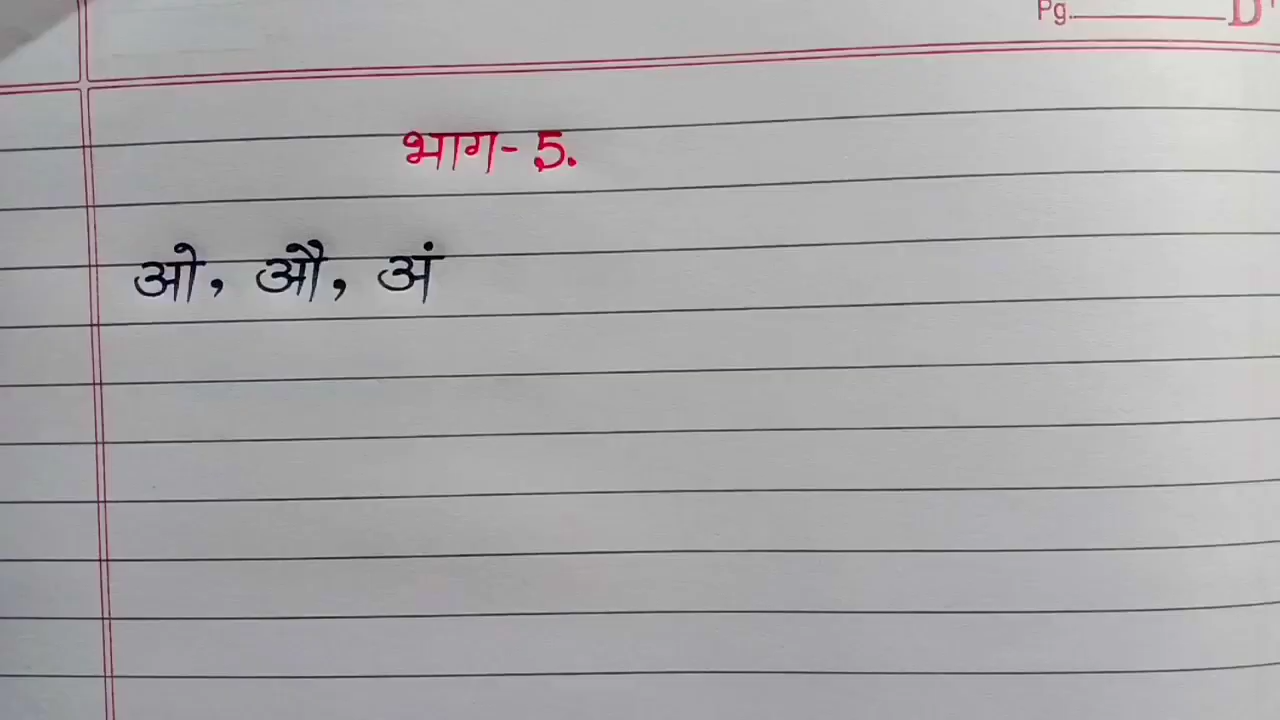 Pg.
भाग- 5.
ओ, औ, अं